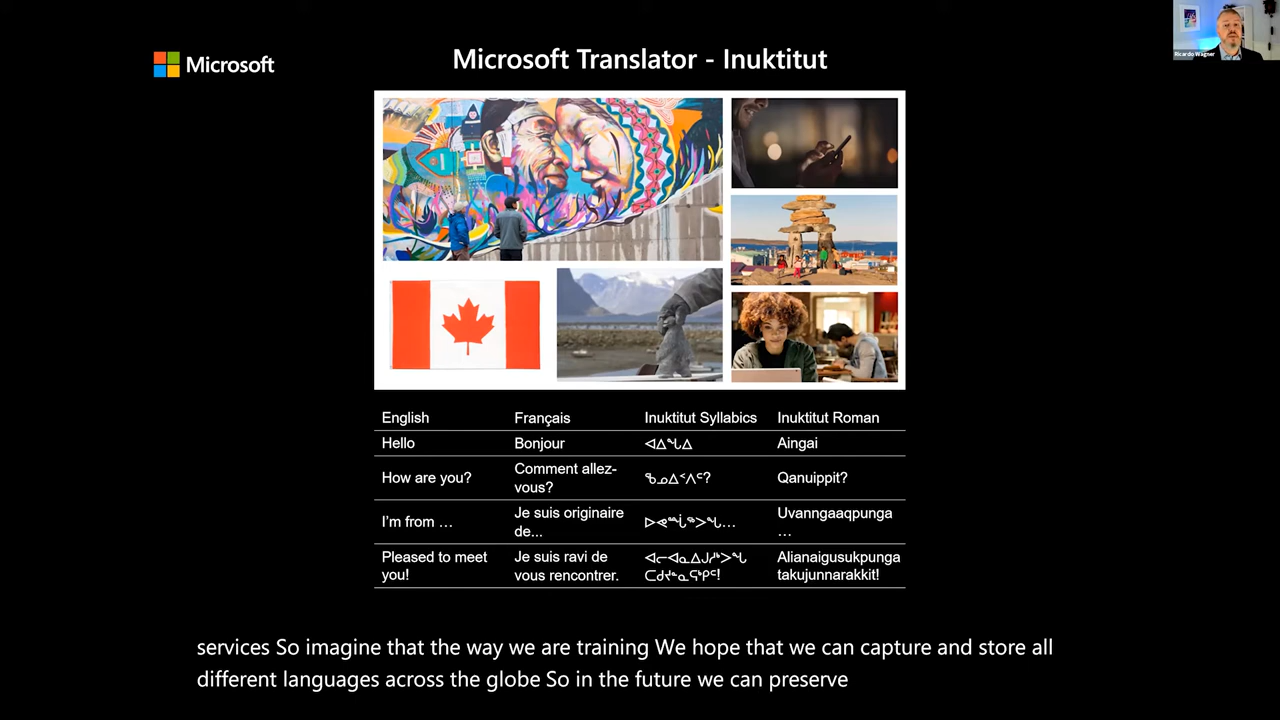 Microsoft
Microsoft Translator - Inuktitut
Ricardo Wagner
English Français Inuktitut Syllabics Inuktitut Roman
Hello Bonjour ᐊᐃᖓᐃ Aingai
How are you? Comment allez-vous? ᖃᓄᐃᑉᐱᑦ? Qanuippit?
I'm from … Je suis originaire de... ᐅᕙᙵᖅᐳᖓ… Uvanngaaqpunga …
Pleased to meet you! Je suis ravi de vous rencontrer. ᐊᓕᐊᓇᐃᒍᓱᒃᐳᖓ ᑕᑯᔪᓐᓇᕋᒃᑭᑦ! Alianaigusukpunga takujunnarakkit!
services So imagine that the way we are training We hope that we can capture and store all
different languages across the globe So in the future we can preserve